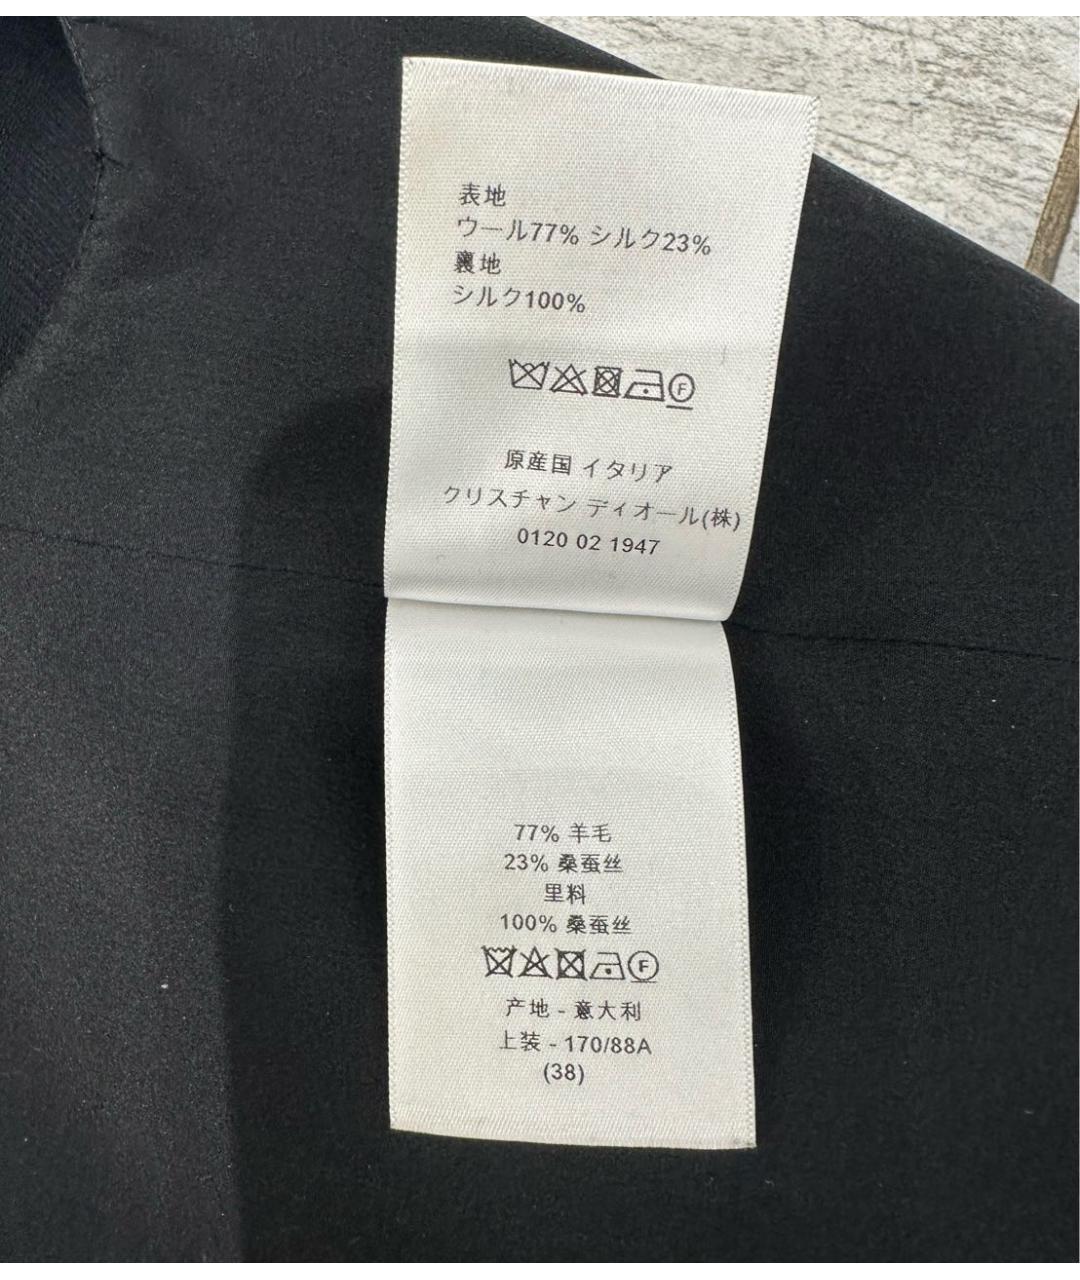 表地
ウール77% シルク23%
裏地
シルク100%
F
原産国 イタリア
クリスチャン ディオール(株)
0120 02 1947
77% 羊毛
23% 桑蚕丝
里料
100% 桑蚕丝
F
产地 - 意大利
上装 - 170/88A
(38)